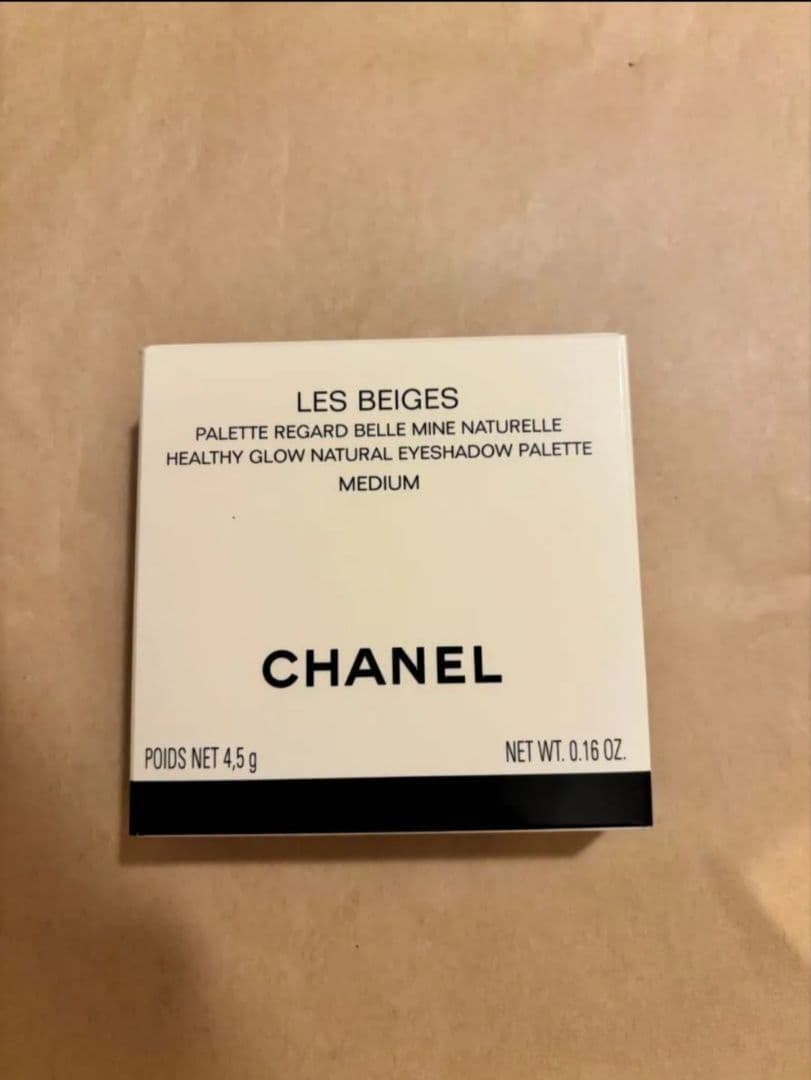 LES BEIGES
PALETTE REGARD BELLE MINE NATURELLE
HEALTHY GLOW NATURAL EYESHADOW PALETTE
MEDIUM
CHANEL
POIDS NET 4,5 g
NET WT. 0.16 OZ.